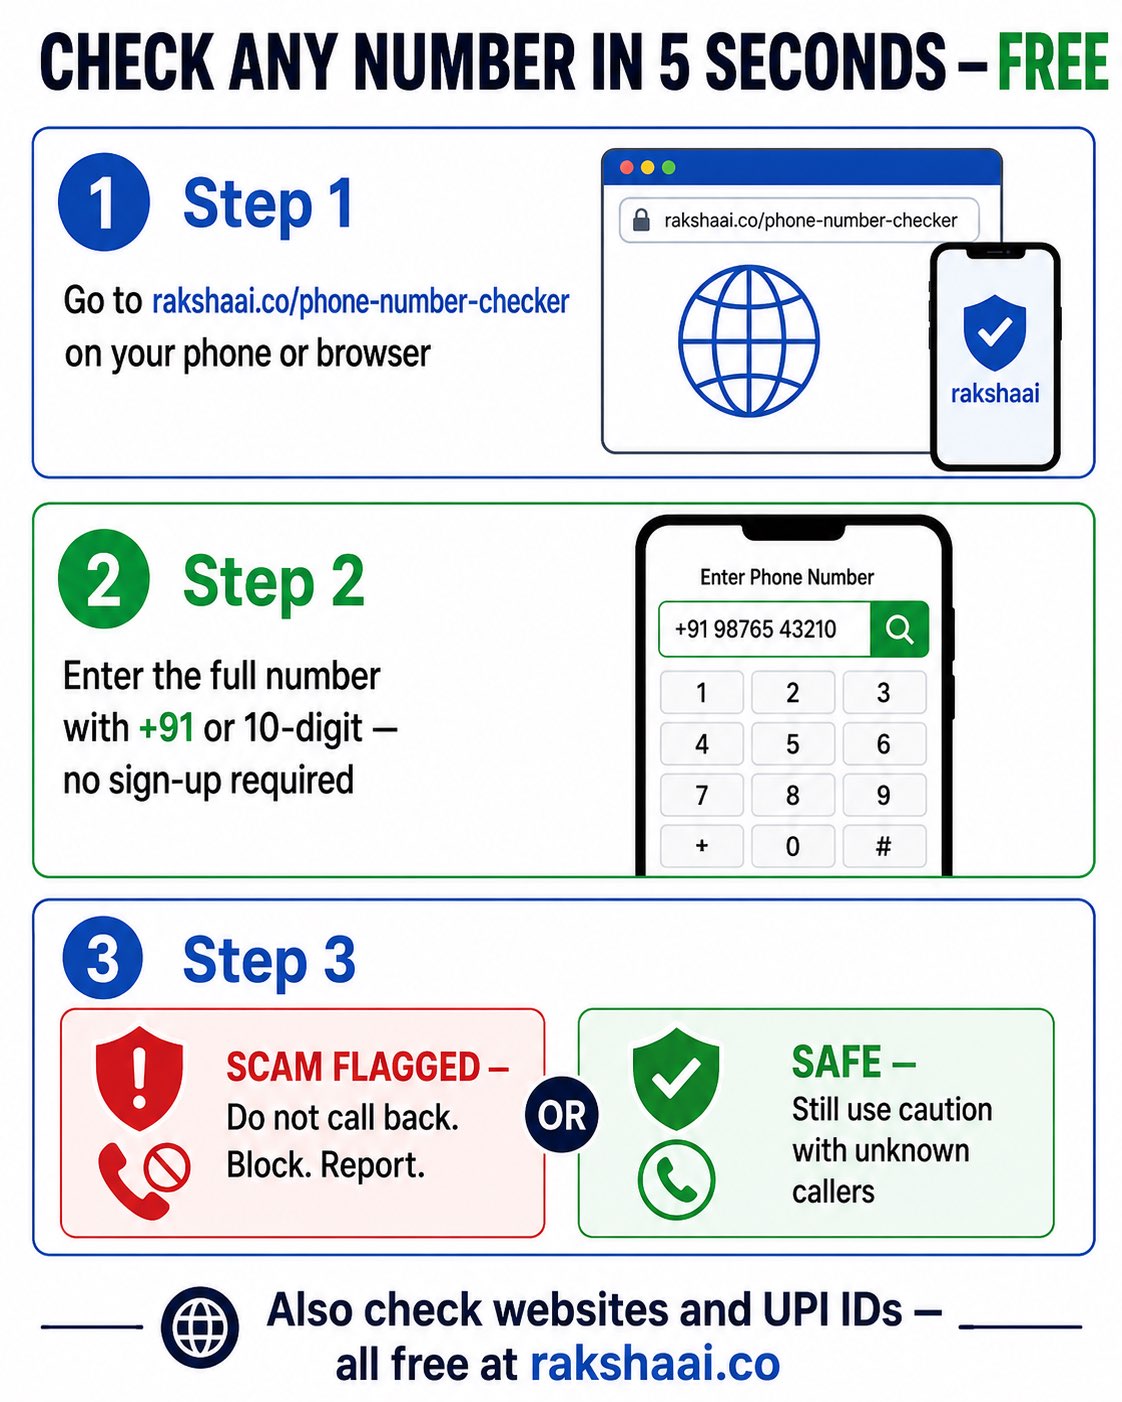 CHECK ANY NUMBER IN 5 SECONDS – FREE
1 Step 1
Go to rakshaai.co/phone-number-checker
on your phone or browser
rakshaai.co/phone-number-checker
rakshaai
2 Step 2
Enter the full number
with +91 or 10-digit –
no sign-up required
Enter Phone Number
+91 98765 43210
1 2 3
4 5 6
7 8 9
+ 0 #
3 Step 3
SCAM FLAGGED –
Do not call back.
Block. Report.
OR
SAFE –
Still use caution
with unknown
callers
Also check websites and UPI IDs –
all free at rakshaai.co